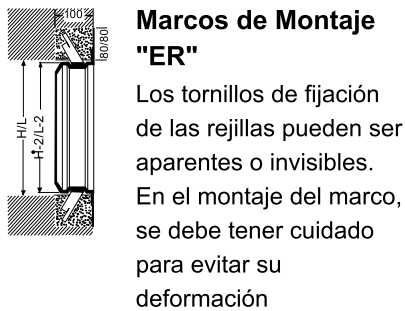 100
80/80
H/L
H-2/L-2
Marcos de Montaje
"ER"
Los tornillos de fijación
de las rejillas pueden ser
aparentes o invisibles.
En el montaje del marco,
se debe tener cuidado
para evitar su
deformación